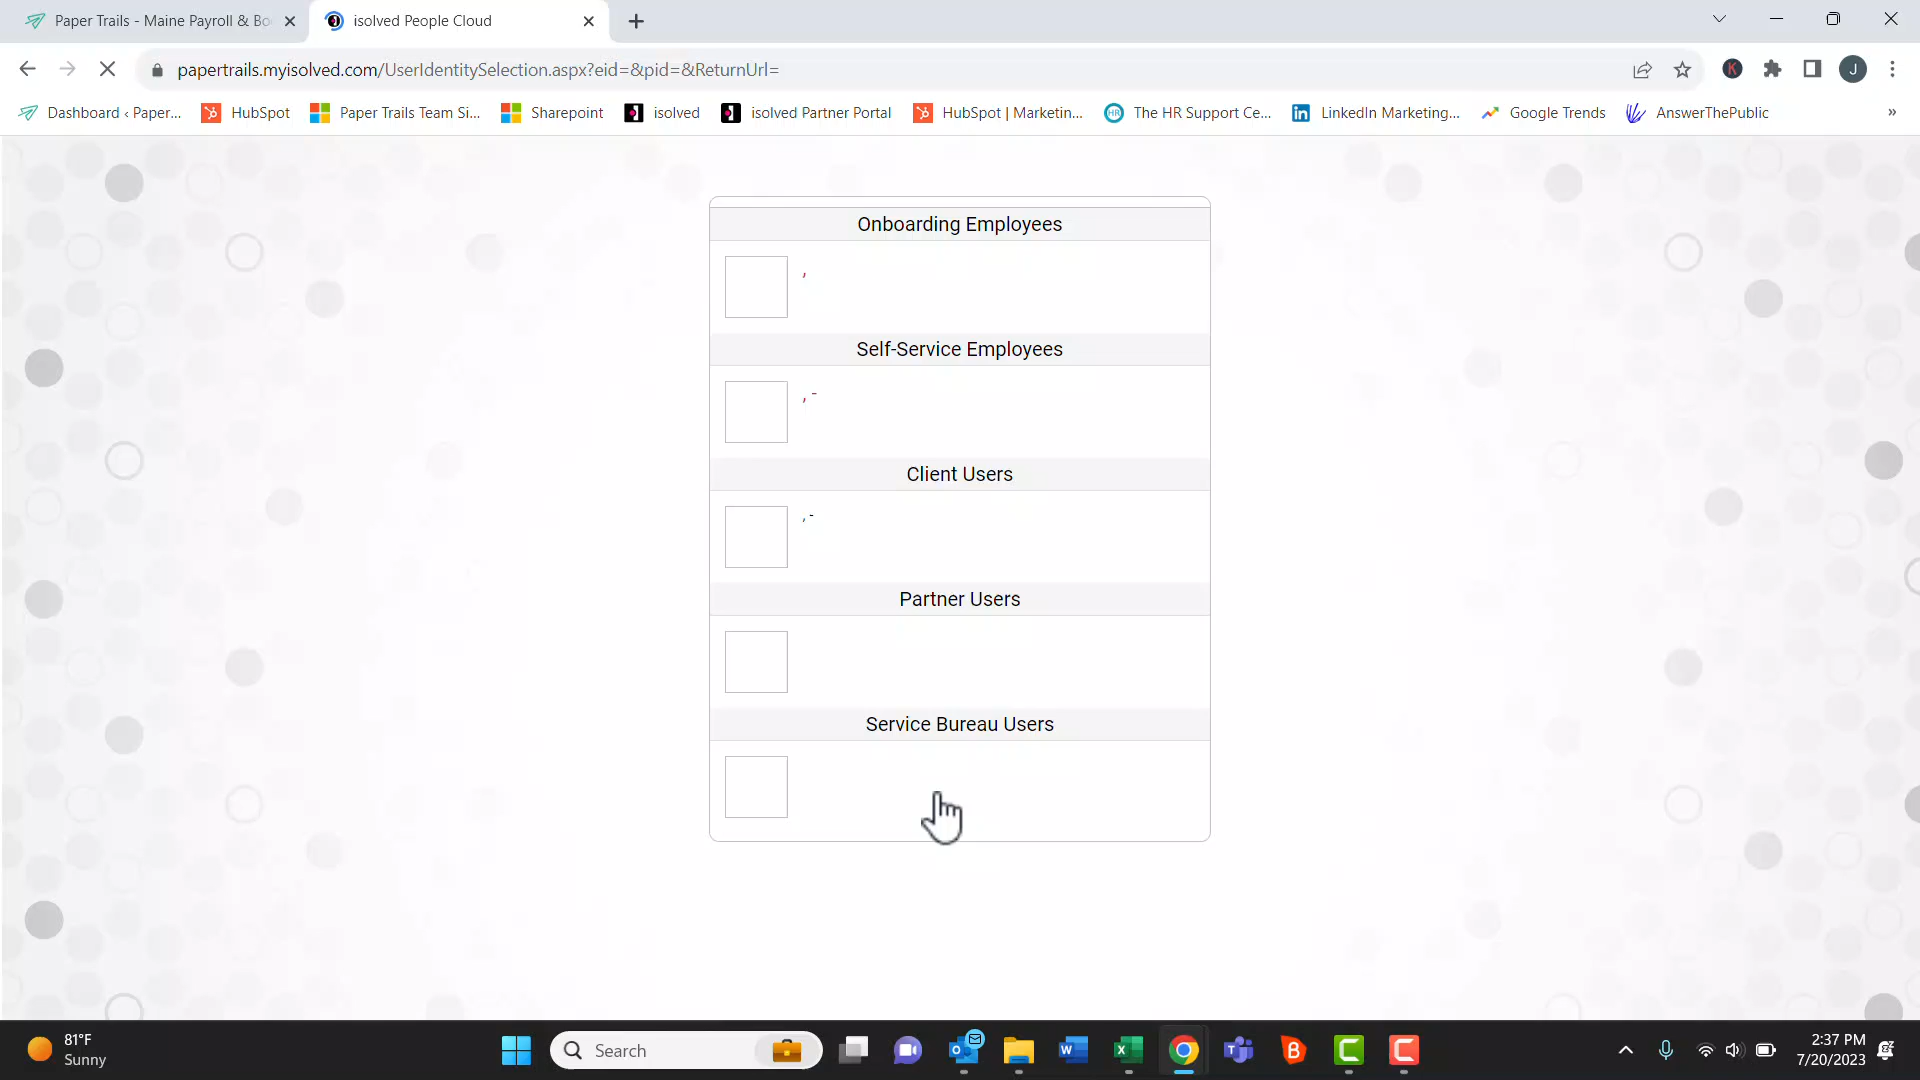 Paper Trails - Maine Payroll & Bo
isolved People Cloud
papertrails.myisolved.com/UserIdentitySelection.aspx?eid=&pid=&ReturnUrl=
K
J
Dashboard ‹ Paper...
HubSpot
Paper Trails Team Si...
Sharepoint
isolved
isolved Partner Portal
HubSpot | Marketin...
HR
The HR Support Ce...
in
LinkedIn Marketing...
Google Trends
AnswerThePublic
»
Onboarding Employees
,
Self-Service Employees
, -
Client Users
, -
Partner Users
Service Bureau Users
81°F
Sunny
Search
2:37 PM
7/20/2023